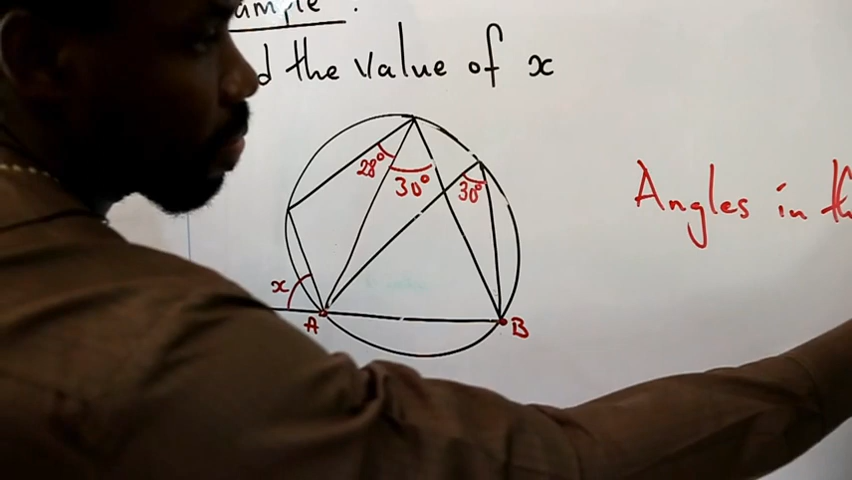 the value of x
28°
30°
30°
Angles in
x
A
B